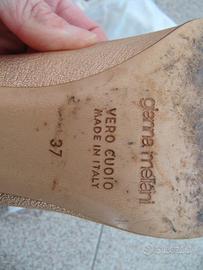 gianna meliani
VERO CUOIO
MADE IN ITALY
37